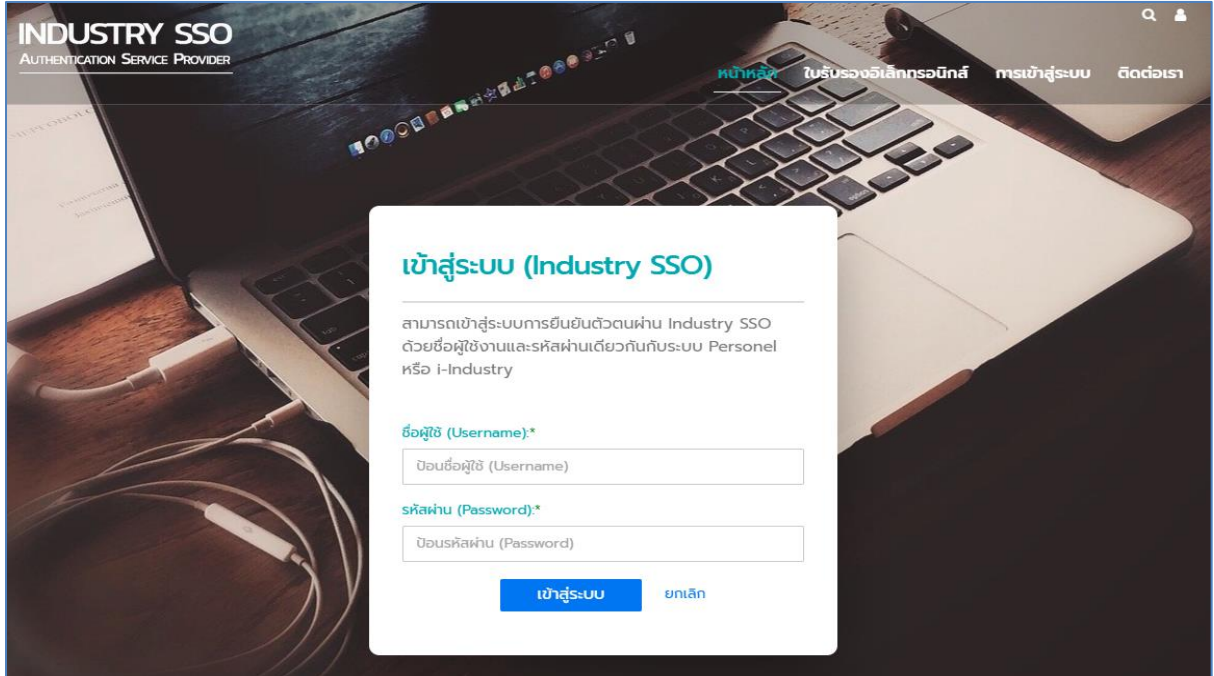 INDUSTRY SSO
AUTHENTICATION SERVICE PROVIDER
หน้าหลัก ใบรับรองอิเล็กทรอนิกส์ การเข้าสู่ระบบ ติดต่อเรา
เข้าสู่ระบบ (Industry SSO)
สามารถเข้าสู่ระบบการยืนยันตัวตนผ่าน Industry SSO
ด้วยชื่อผู้ใช้งานและรหัสผ่านเดียวกันกับระบบ Personel
หรือ i-Industry
ชื่อผู้ใช้ (Username):*
ป้อนชื่อผู้ใช้ (Username)
รหัสผ่าน (Password):*
ป้อนรหัสผ่าน (Password)
เข้าสู่ระบบ ยกเลิก